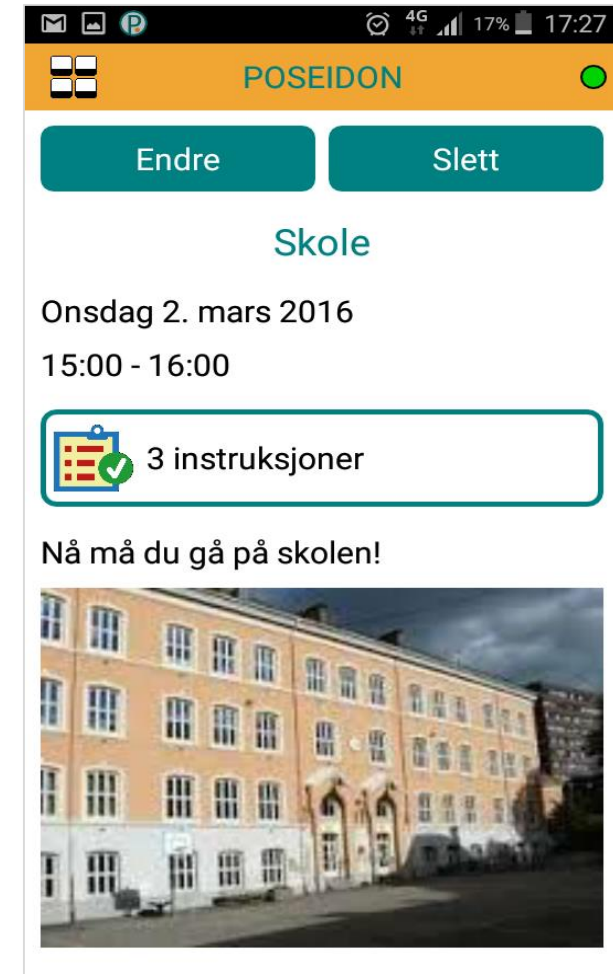 4G 17% 17:27
POSEIDON
Endre Slett
Skole
Onsdag 2. mars 2016
15:00 - 16:00
3 instruksjoner
Nå må du gå på skolen!